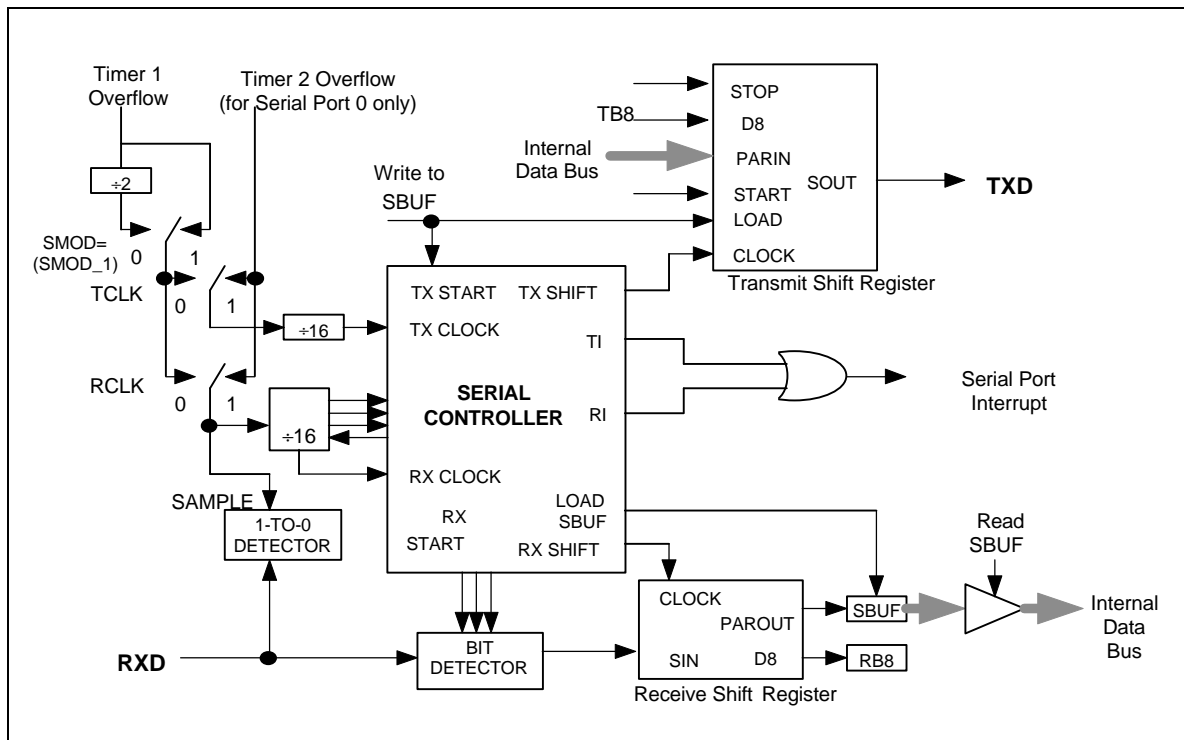 Timer 1
Overflow
Timer 2 Overflow
(for Serial Port 0 only)
÷2
SMOD=
(SMOD_1)
0
1
TCLK
0
1
÷16
RCLK
0
1
÷16
SAMPLE
1-TO-0
DETECTOR
RXD
Write to
SBUF
TB8
Internal
Data Bus
STOP
D8
PARIN
SOUT
START
LOAD
CLOCK
Transmit Shift Register
TXD
TX START
TX SHIFT
TX CLOCK
TI
SERIAL
CONTROLLER
RI
RX CLOCK
LOAD
SBUF
RX
START
RX SHIFT
Serial Port
Interrupt
BIT
DETECTOR
CLOCK
PAROUT
SIN
D8
Receive Shift Register
SBUF
RB8
Read
SBUF
Internal
Data
Bus